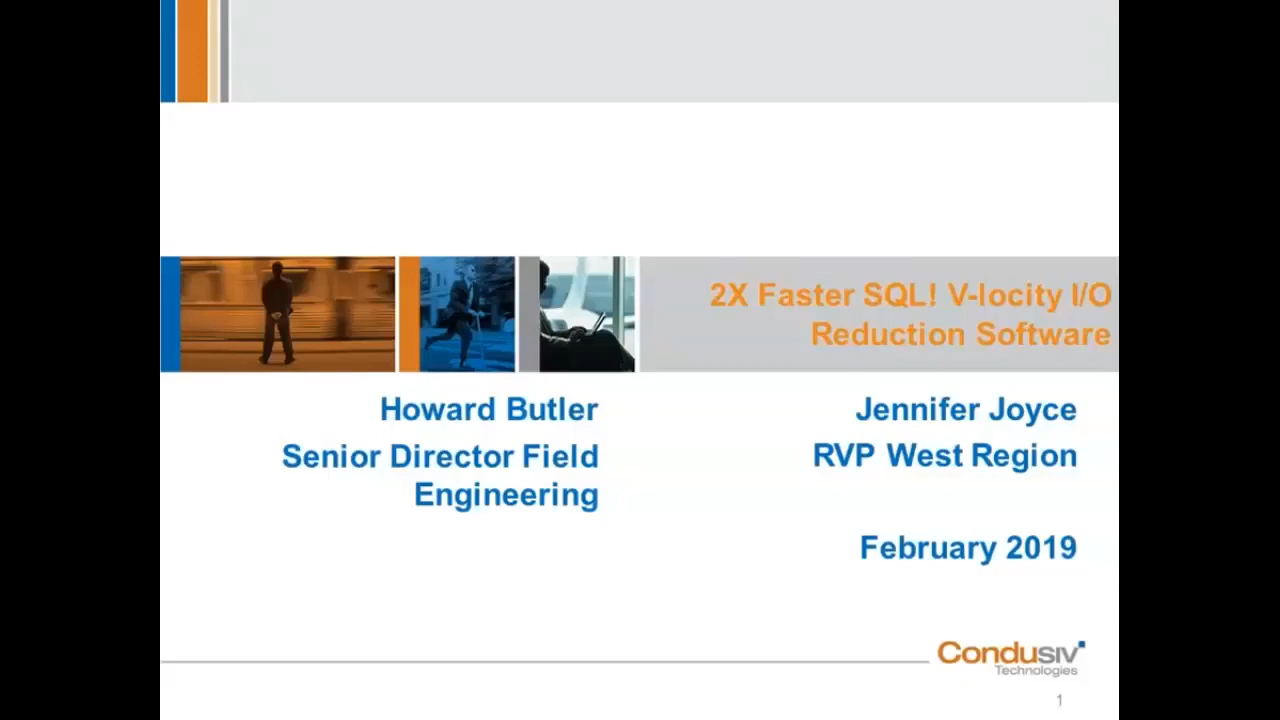 2X Faster SQL! V-locity I/O
Reduction Software
Howard Butler
Senior Director Field
Engineering
Jennifer Joyce
RVP West Region
February 2019
Condusiv
Technologies
1